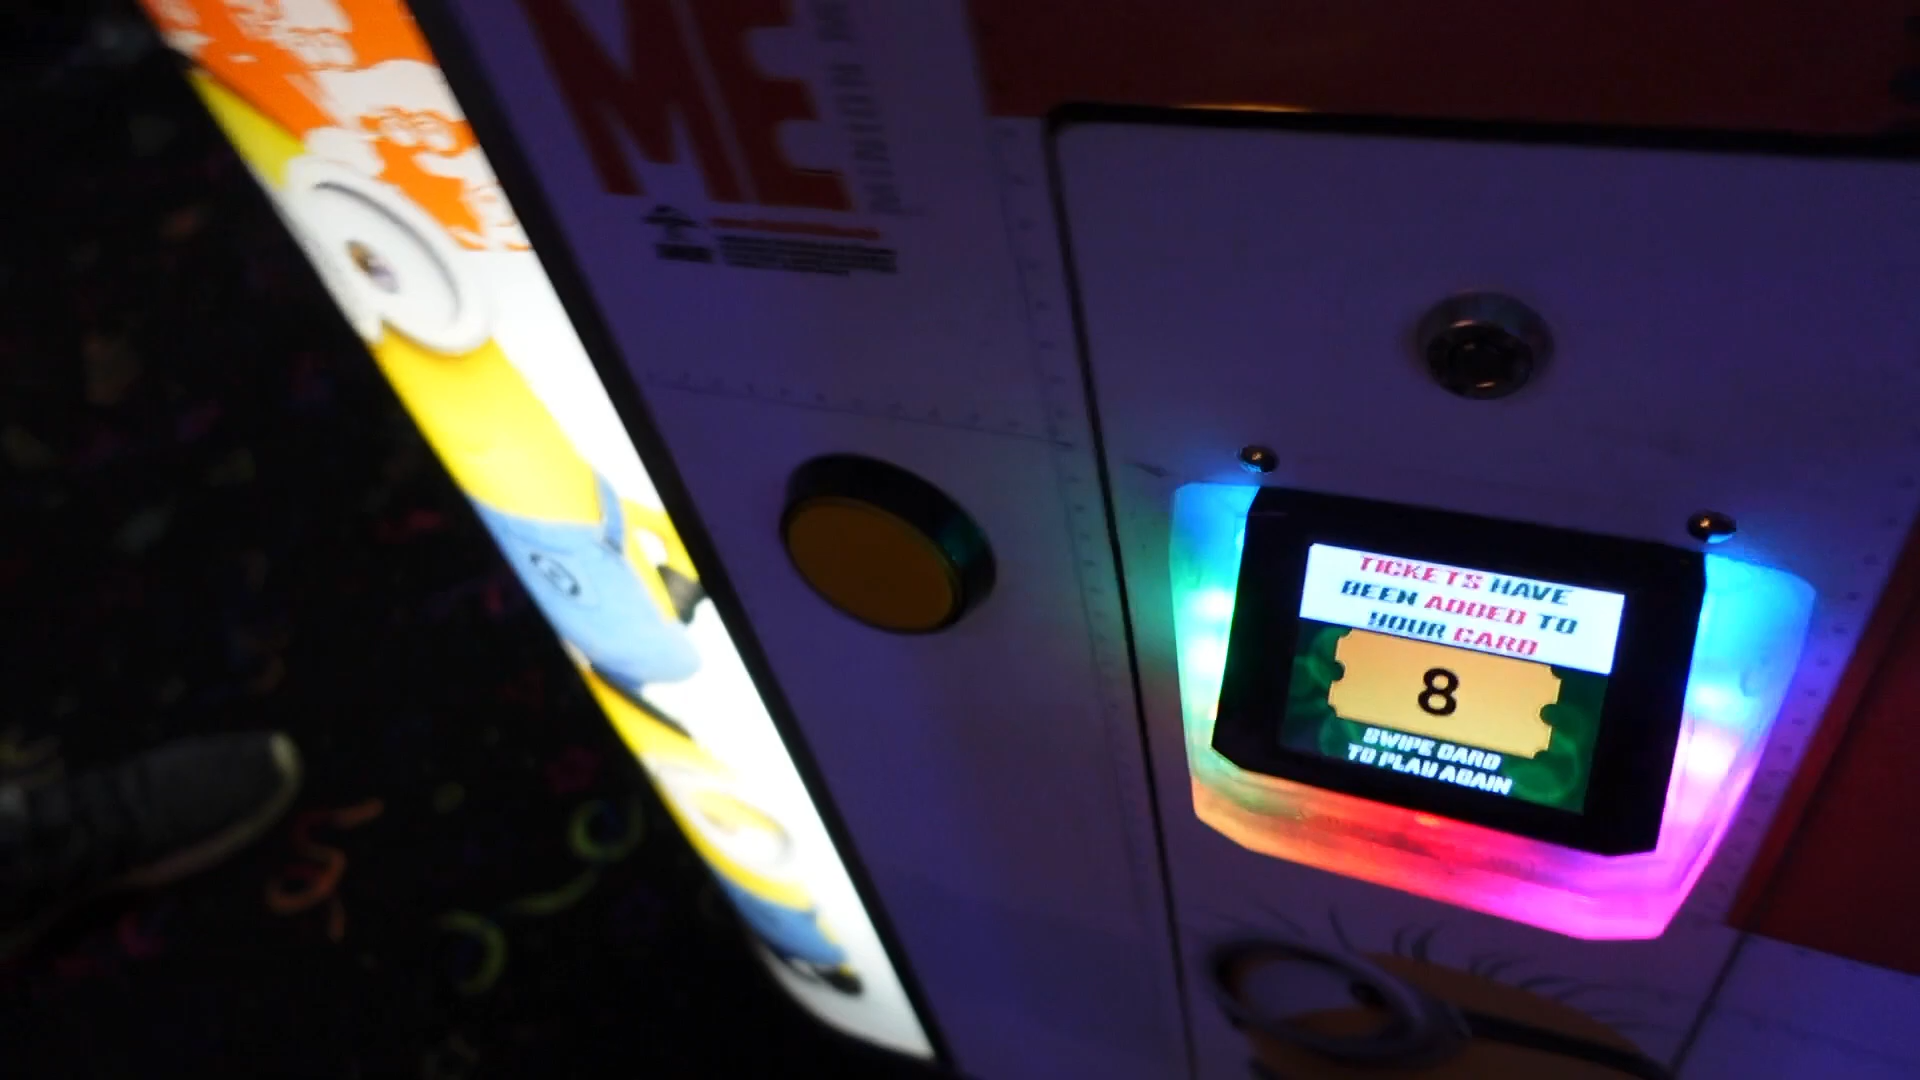 ME
TICKETS HAVE
BEEN ADDED TO
YOUR CARD
8
SWIPE CARD
TO PLAY AGAIN